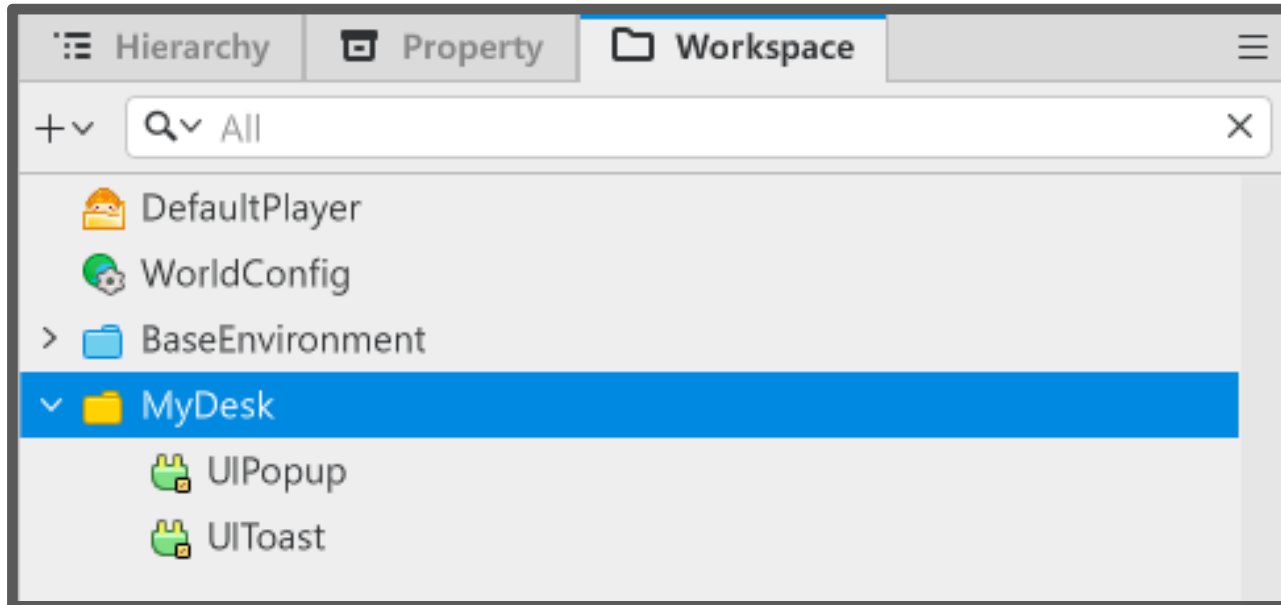 Hierarchy Property Workspace
All
DefaultPlayer
WorldConfig
BaseEnvironment
MyDesk
UIPopup
UIToast